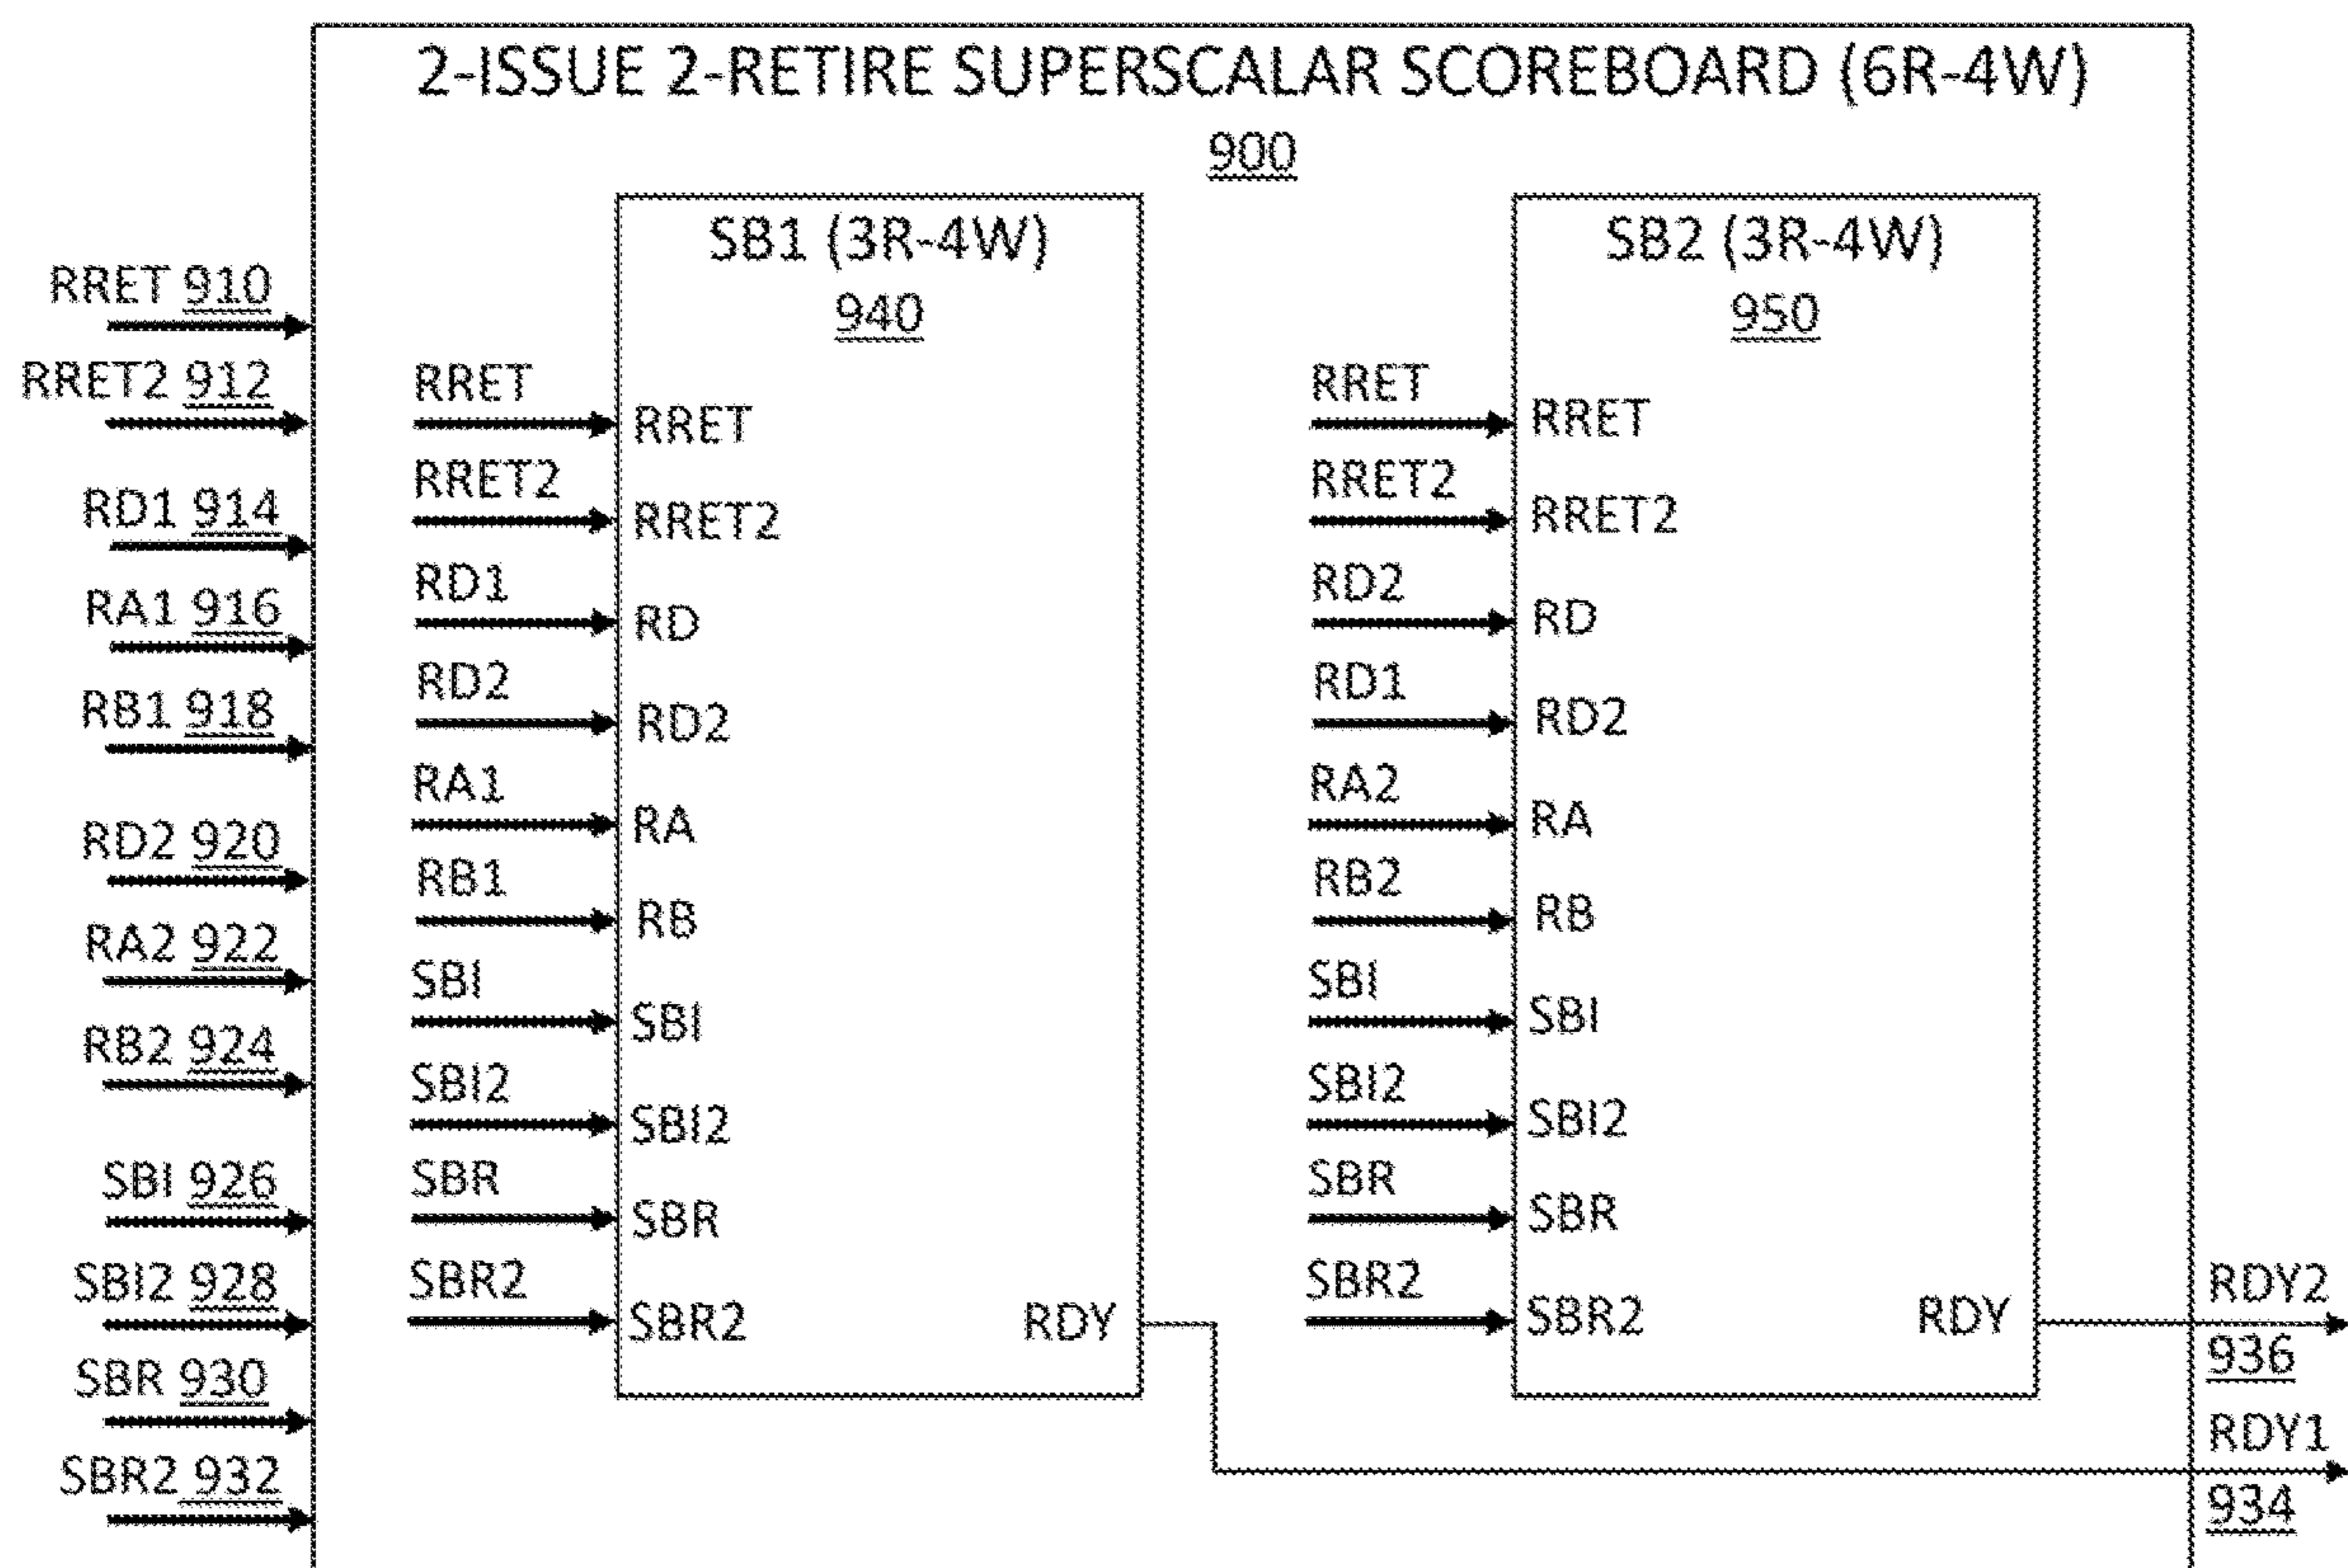 2-ISSUE 2-RETIRE SUPERSCALAR SCOREBOARD (6R-4W)
900
RRET 910
RRET2 912
RD1 914
RA1 916
RB1 918
RD2 920
RA2 922
RB2 924
SBI 926
SBI2 928
SBR 930
SBR2 932
SB1 (3R-4W)
940
RRET
RRET
RRET2
RRET2
RD1
RD
RD2
RD2
RA1
RA
RB1
RB
SBI
SBI
SBI2
SBI2
SBR
SBR
SBR2
SBR2
RDY
SB2 (3R-4W)
950
RRET
RRET
RRET2
RRET2
RD2
RD
RD1
RD2
RA2
RA
RB2
RB
SBI
SBI
SBI2
SBI2
SBR
SBR
SBR2
SBR2
RDY
RDY2
936
RDY1
934